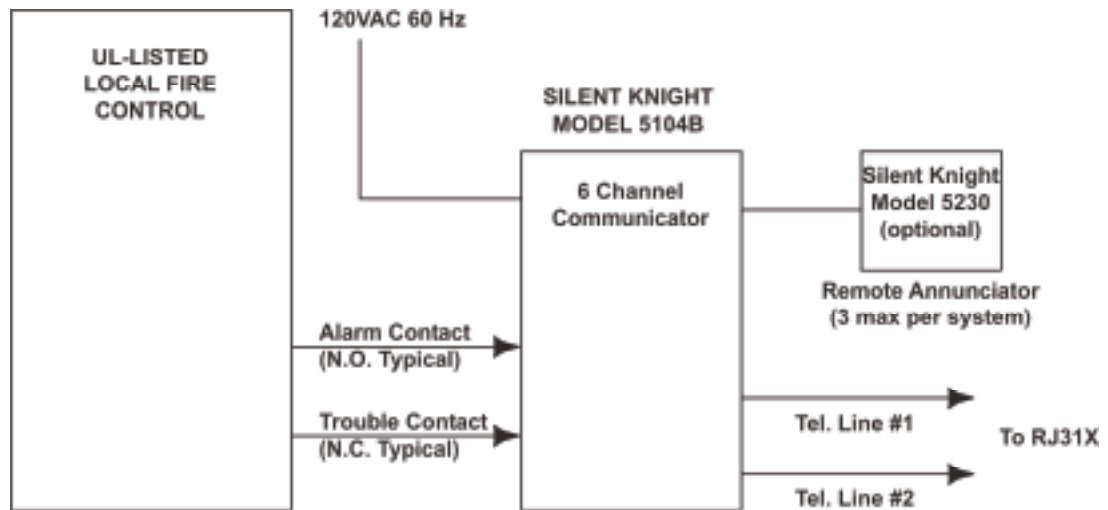 120VAC 60 Hz
UL-LISTED
LOCAL FIRE
CONTROL
SILENT KNIGHT
MODEL 5104B
6 Channel
Communicator
Silent Knight
Model 5230
(optional)
Remote Annunciator
(3 max per system)
Alarm Contact
(N.O. Typical)
Trouble Contact
(N.C. Typical)
Tel. Line #1
To RJ31X
Tel. Line #2